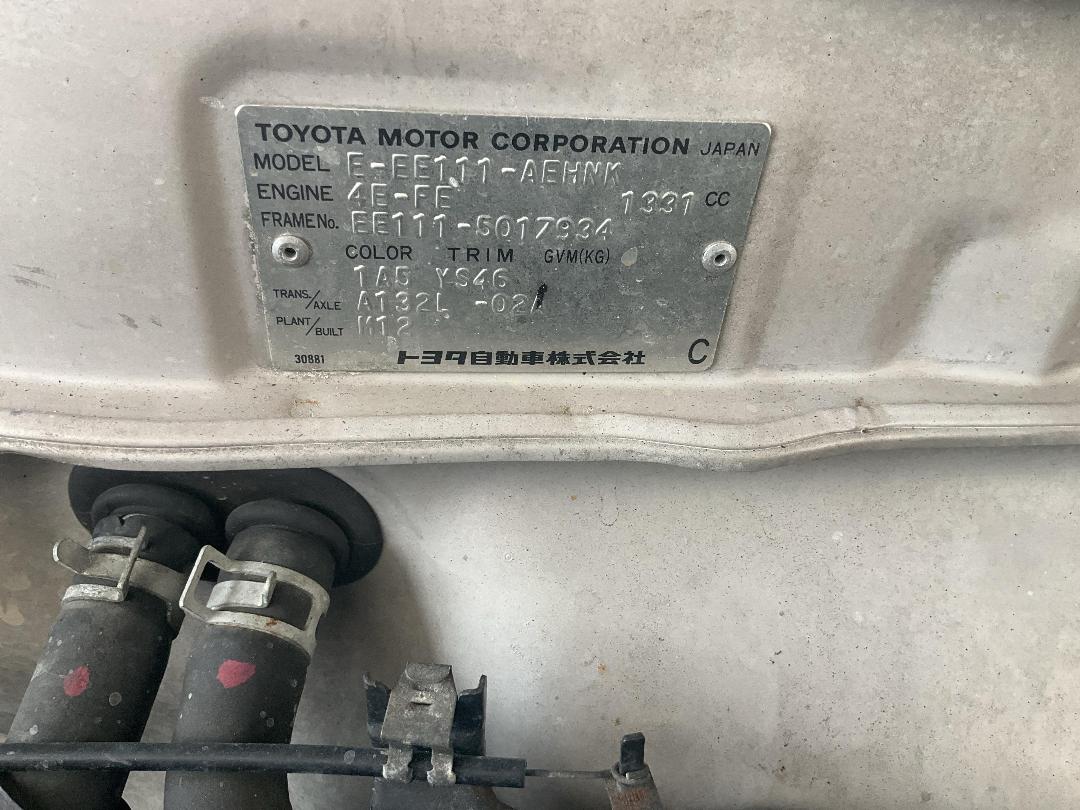 TOYOTA MOTOR CORPORATION JAPAN
MODEL E-EE111-AEHNK
ENGINE 4E-FE 1331 CC
FRAME No. EE111-5017934
COLOR TRIM GVM(KG)
1A5 YS46
TRANS./AXLE A132L -02A
PLANT/BUILT M12
30881 トヨタ自動車株式会社 C